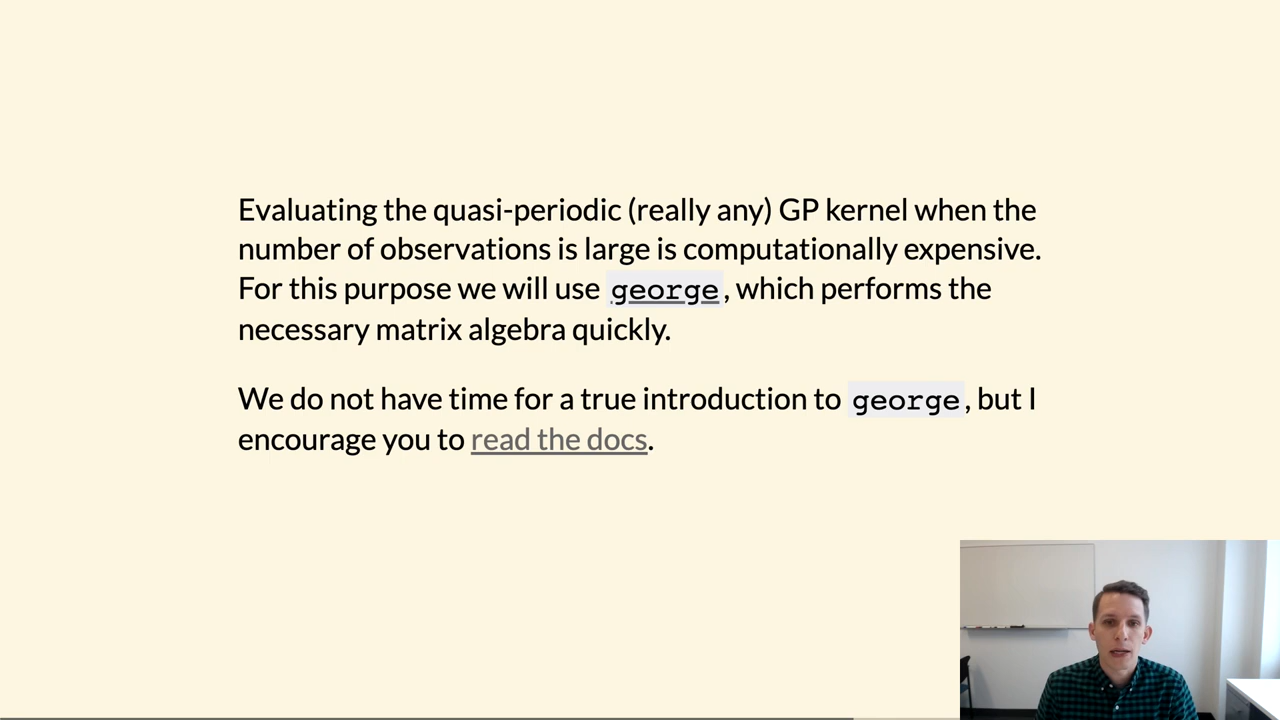 Evaluating the quasi-periodic (really any) GP kernel when the
number of observations is large is computationally expensive.
For this purpose we will use george, which performs the
necessary matrix algebra quickly.
We do not have time for a true introduction to george, but I
encourage you to read the docs.